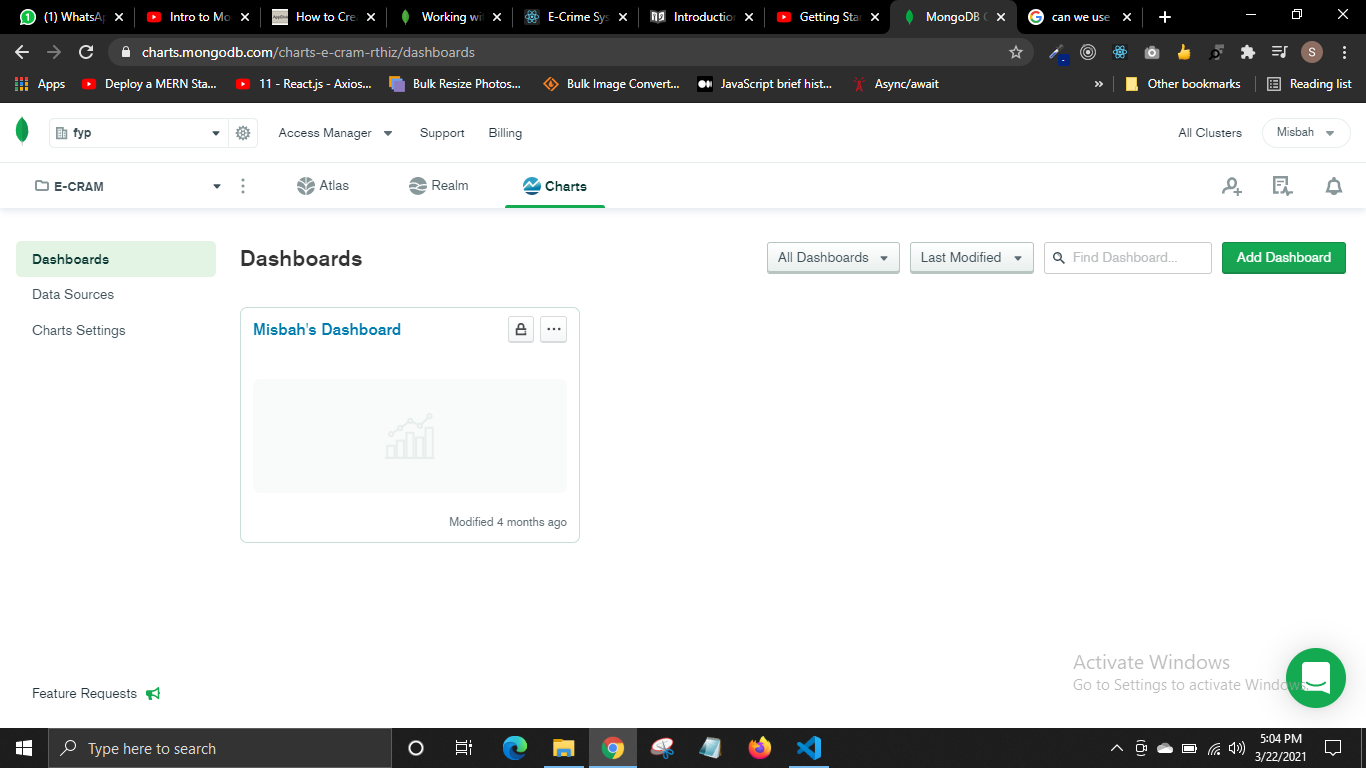 (1) WhatsA
Intro to Mo
How to Cre
Working wi
E-Crime Sys
Introduction
Getting Star
MongoDB C
can we use
charts.mongodb.com/charts-e-cram-rthiz/dashboards
S
Apps
Deploy a MERN Sta...
11 - React.js - Axios...
Bulk Resize Photos...
Bulk Image Convert...
JavaScript brief hist...
Async/await
»
Other bookmarks
Reading list
fyp
Access Manager
Support
Billing
All Clusters
Misbah
E-CRAM
Atlas
Realm
Charts
Dashboards
Data Sources
Charts Settings
Dashboards
All Dashboards
Last Modified
Find Dashboard...
Add Dashboard
Misbah's Dashboard
Modified 4 months ago
Activate Windows
Go to Settings to activate Windows.
Feature Requests
Type here to search
5:04 PM
3/22/2021